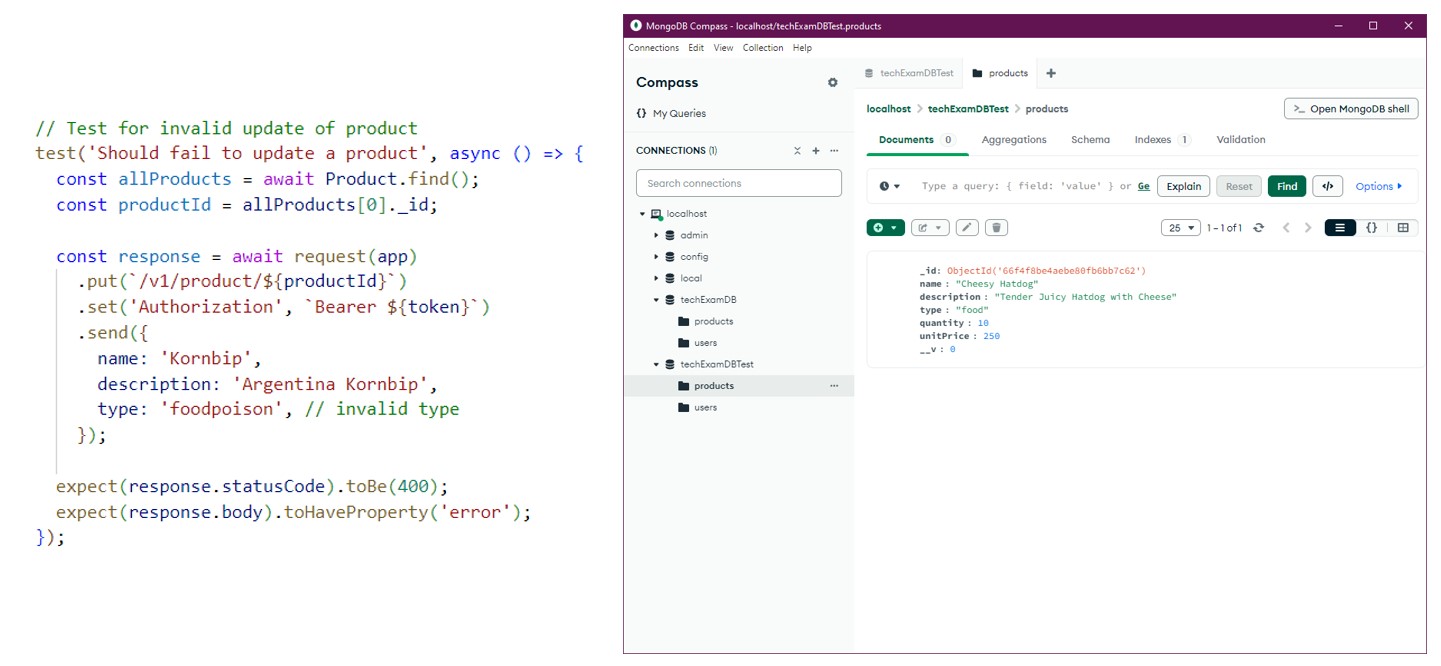 // Test for invalid update of product
test('Should fail to update a product', async () => {
const allProducts = await Product.find();
const productId = allProducts[0]._id;
const response = await request(app)
.put(`/v1/product/${productId}`)
.set('Authorization', `Bearer ${token}`)
.send({
name: 'Kornbip',
description: 'Argentina Kornbip',
type: 'foodpoison', // invalid type
});
expect(response.statusCode).toBe(400);
expect(response.body).toHaveProperty('error');
});
MongoDB Compass - localhost/techExamDBTest.products
Connections Edit View Collection Help
Compass
{} My Queries
CONNECTIONS (1)
Search connections
localhost
admin
config
local
techExamDB
products
users
techExamDBTest
products
users
techExamDBTest products
localhost > techExamDBTest > products
>_ Open MongoDB shell
Documents 0 Aggregations Schema Indexes 1 Validation
Type a query: { field: 'value' } or Ge Explain Reset Find </> Options
25 1–1 of 1 {}
_id: ObjectId('66f4f8be4aebe80fb6bb7c62')
name : "Cheesy Hatdog"
description : "Tender Juicy Hatdog with Cheese"
type : "food"
quantity : 10
unitPrice : 250
__v : 0